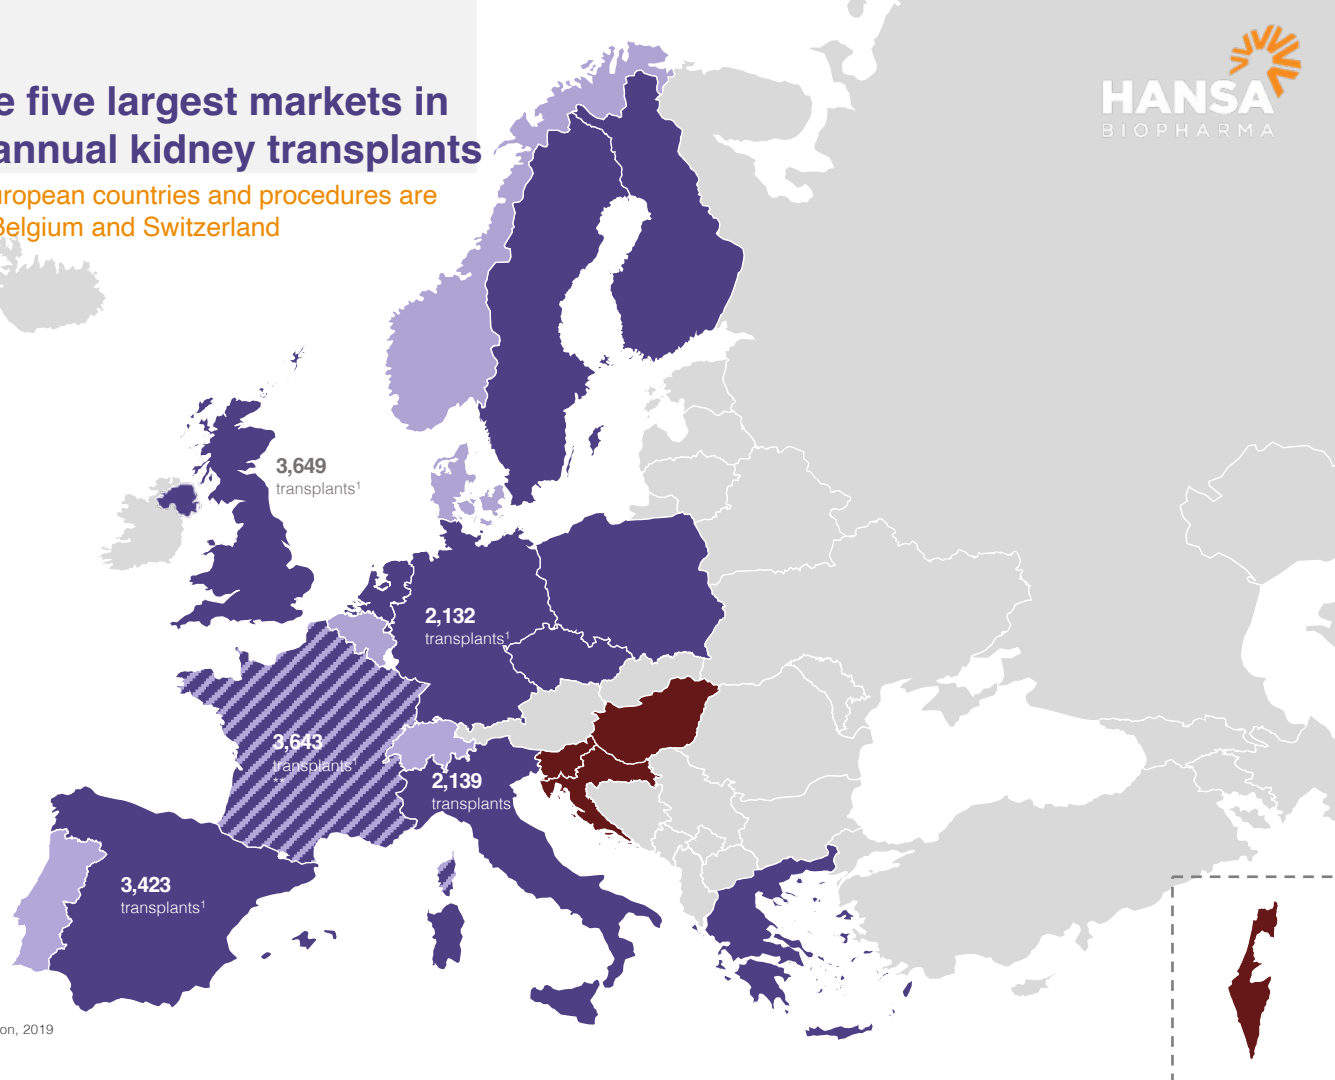 e five largest markets in
annual kidney transplants
uropean countries and procedures are
Belgium and Switzerland
HANSA
BIOPHARMA
3,649
transplants¹
2,132
transplants¹
3,643
transplants¹
**
2,139
transplants
3,423
transplants¹
on, 2019